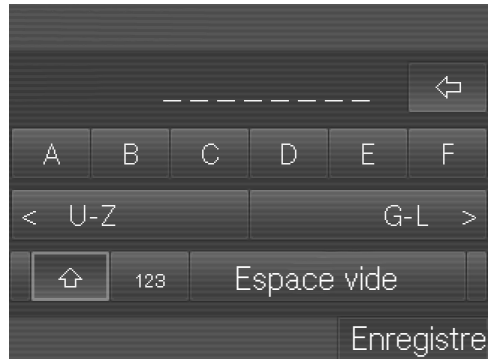 _ _ _ _ _ _ _ _ _
A B C D E F
< U-Z G-L >
123 Espace vide
Enregistre